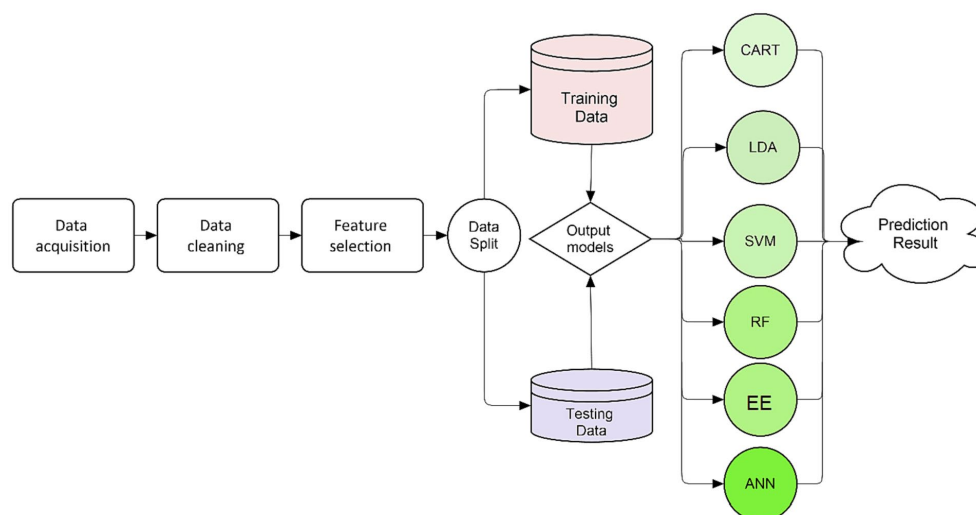 Data
acquisition
Data
cleaning
Feature
selection
Data
Split
Training
Data
Output
models
Testing
Data
CART
LDA
SVM
RF
EE
ANN
Prediction
Result